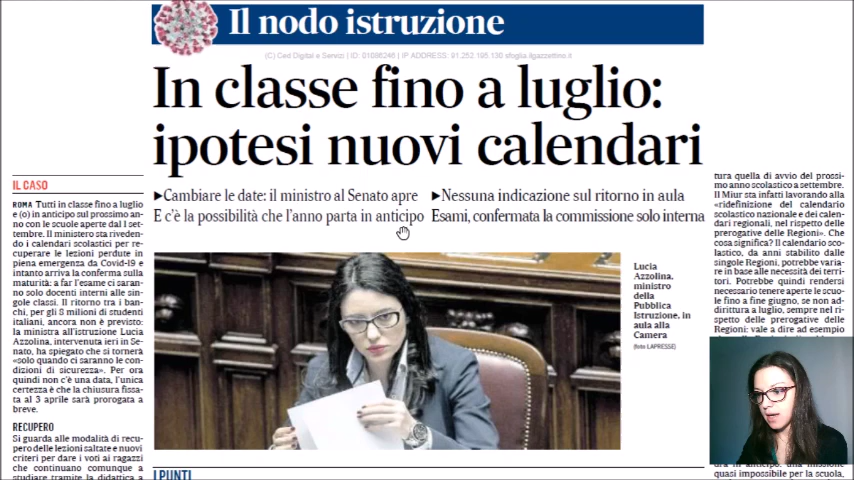 Il nodo istruzione
(C) Ced Digital e Servizi | ID: 01086246 | IP ADDRESS: 91.252.195.130 sfoglia.ilgazzettino.it
In classe fino a luglio:
ipotesi nuovi calendari
▶Cambiare le date: il ministro al Senato apre
E c'è la possibilità che l'anno parta in anticipo
▶Nessuna indicazione sul ritorno in aula
Esami, confermata la commissione solo interna
IL CASO
ROMA Tutti in classe fino a luglio
e (o) in anticipo sul prossimo an-
no con le scuole aperte dal 1 set-
tembre. Il ministero sta riveden-
do i calendari scolastici per re-
cuperare le lezioni perdute in
piena emergenza da Covid-19 e
intanto arriva la conferma sulla
maturità: a far l'esame ci saran-
no solo docenti interni alle sin-
gole classi. Il ritorno tra i ban-
chi, per gli 8 milioni di studenti
italiani, ancora non è previsto:
la ministra all'istruzione Lucia
Azzolina, intervenuta ieri in Se-
nato, ha spiegato che si tornerà
«solo quando ci saranno le con-
dizioni di sicurezza». Per ora
quindi non c'è una data, l'unica
certezza è che la chiusura fissa-
ta al 3 aprile sarà prorogata a
breve.
RECUPERO
Si guarda alle modalità di recu-
pero delle lezioni saltate e nuovi
criteri per dare i voti ai ragazzi
che continuano comunque a
studiare tramite la didattica a
Lucia
Azzolina,
ministro
della
Pubblica
Istruzione, in
aula alla
Camera
(foto LAPRESSE)
I PUNTI
tura quella di avvio del prossi-
mo anno scolastico a settembre.
Il Miur sta infatti lavorando alla
«ridefinizione del calendario
scolastico nazionale e dei calen-
dari regionali, nel rispetto delle
prerogative delle Regioni». Che
cosa significa? Il calendario sco-
lastico, da anni stabilito dalle
singole Regioni, potrebbe varia-
re in base alle necessità dei terri-
tori. Potrebbe quindi rendersi
necessario tenere aperte le scuo-
le fino a fine giugno, se non ad-
dirittura a luglio, sempre nel ri-
spetto delle prerogative delle
Regioni: vale a dire ad esempio
una missione
quasi impossibile per la scuola,